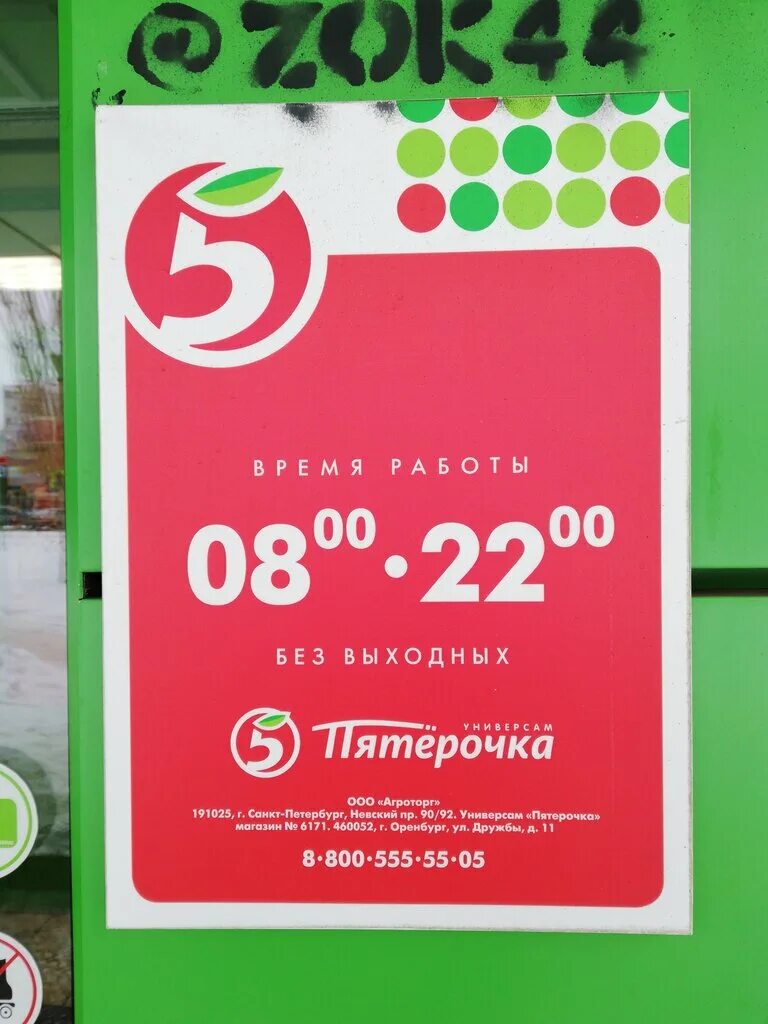 @ZOK44
5
ВРЕМЯ РАБОТЫ
08⁰⁰·22⁰⁰
БЕЗ ВЫХОДНЫХ
УНИВЕРСАМ
5 Пятёрочка
ООО «Агроторг»
191025, г. Санкт-Петербург, Невский пр. 90/92. Универсам «Пятерочка»
магазин № 6171. 460052, г. Оренбург, ул. Дружбы, д. 11
8·800·555·55·05